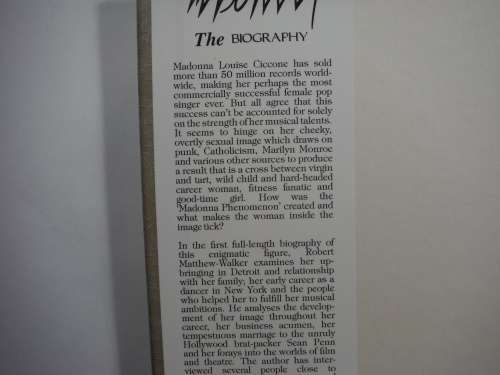 The BIOGRAPHY
Madonna Louise Ciccone has sold
more than 50 million records world-
wide, making her perhaps the most
commercially successful female pop
singer ever. But all agree that this
success can't be accounted for solely
on the strength of her musical talents.
It seems to hinge on her cheeky,
overtly sexual image which draws on
punk, Catholicism, Marilyn Monroe
and various other sources to produce
a result that is a cross between virgin
and tart, wild child and hard-headed
career woman, fitness fanatic and
good-time girl. How was the
'Madonna Phenomenon' created and
what makes the woman inside the
image tick?
In the first full-length biography of
this enigmatic figure, Robert
Matthew-Walker examines her up-
bringing in Detroit and relationship
with her family; her early career as a
dancer in New York and the people
who helped her to fulfill her musical
ambitions. He analyses the develop-
ment of her image throughout her
career, her business acumen, her
tempestuous marriage to the unruly
Hollywood brat-packer Sean Penn
and her forays into the worlds of film
and theatre. The author has inter-
viewed several people close to